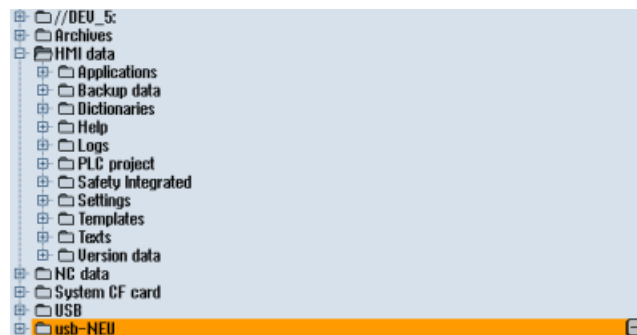 //DEV_5:
Archives
HMI data
Applications
Backup data
Dictionaries
Help
Logs
PLC project
Safety Integrated
Settings
Templates
Texts
Version data
NC data
System CF card
USB
usb-NEU